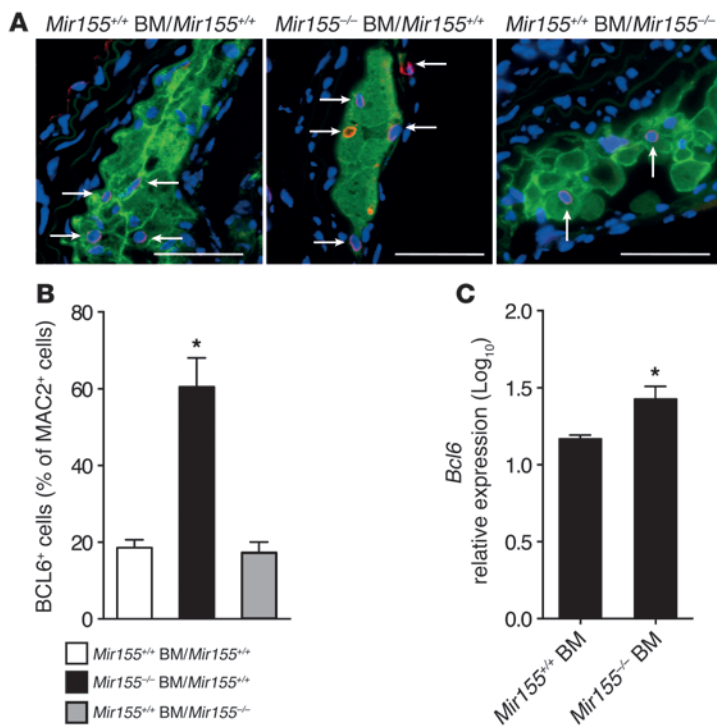 A
Mir155+/+ BM/Mir155+/+
Mir155–/– BM/Mir155+/+
Mir155+/+ BM/Mir155–/–
B
BCL6+ cells (% of MAC2+ cells)
80
60
40
20
0
*
Mir155+/+ BM/Mir155+/+
Mir155–/– BM/Mir155+/+
Mir155+/+ BM/Mir155–/–
C
Bcl6
relative expression (Log10)
2.0
1.5
1.0
0.5
0.0
*
Mir155+/+ BM
Mir155–/– BM